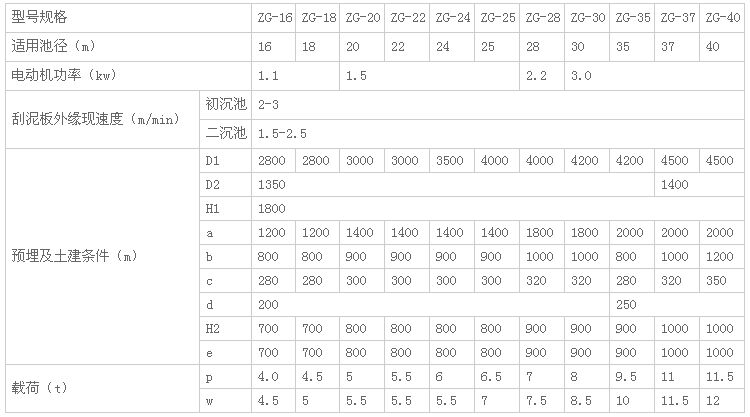 型号规格 ZG-16 ZG-18 ZG-20 ZG-22 ZG-24 ZG-25 ZG-28 ZG-30 ZG-35 ZG-37 ZG-40
适用池径（m） 16 18 20 22 24 25 28 30 35 37 40
电动机功率（kw） 1.1 1.5 2.2 3.0
刮泥板外缘现速度（m/min） 初沉池 2-3
二沉池 1.5-2.5
预埋及土建条件（m） D1 2800 2800 3000 3000 3500 4000 4000 4200 4200 4500 4500
D2 1350 1400
H1 1800
a 1200 1200 1400 1400 1400 1400 1800 1800 2000 2000 2000
b 800 800 900 900 900 900 1000 1000 800 1000 1200
c 280 280 300 300 300 300 320 320 280 320 350
d 200 250
H2 700 700 800 800 800 800 900 900 900 1000 1000
e 700 700 800 800 800 800 900 900 900 1000 1000
载荷（t） p 4.0 4.5 5 5.5 6 6.5 7 8 9.5 11 11.5
w 4.5 5 5.5 5.5 5.5 7 7.5 8.5 10 11.5 12